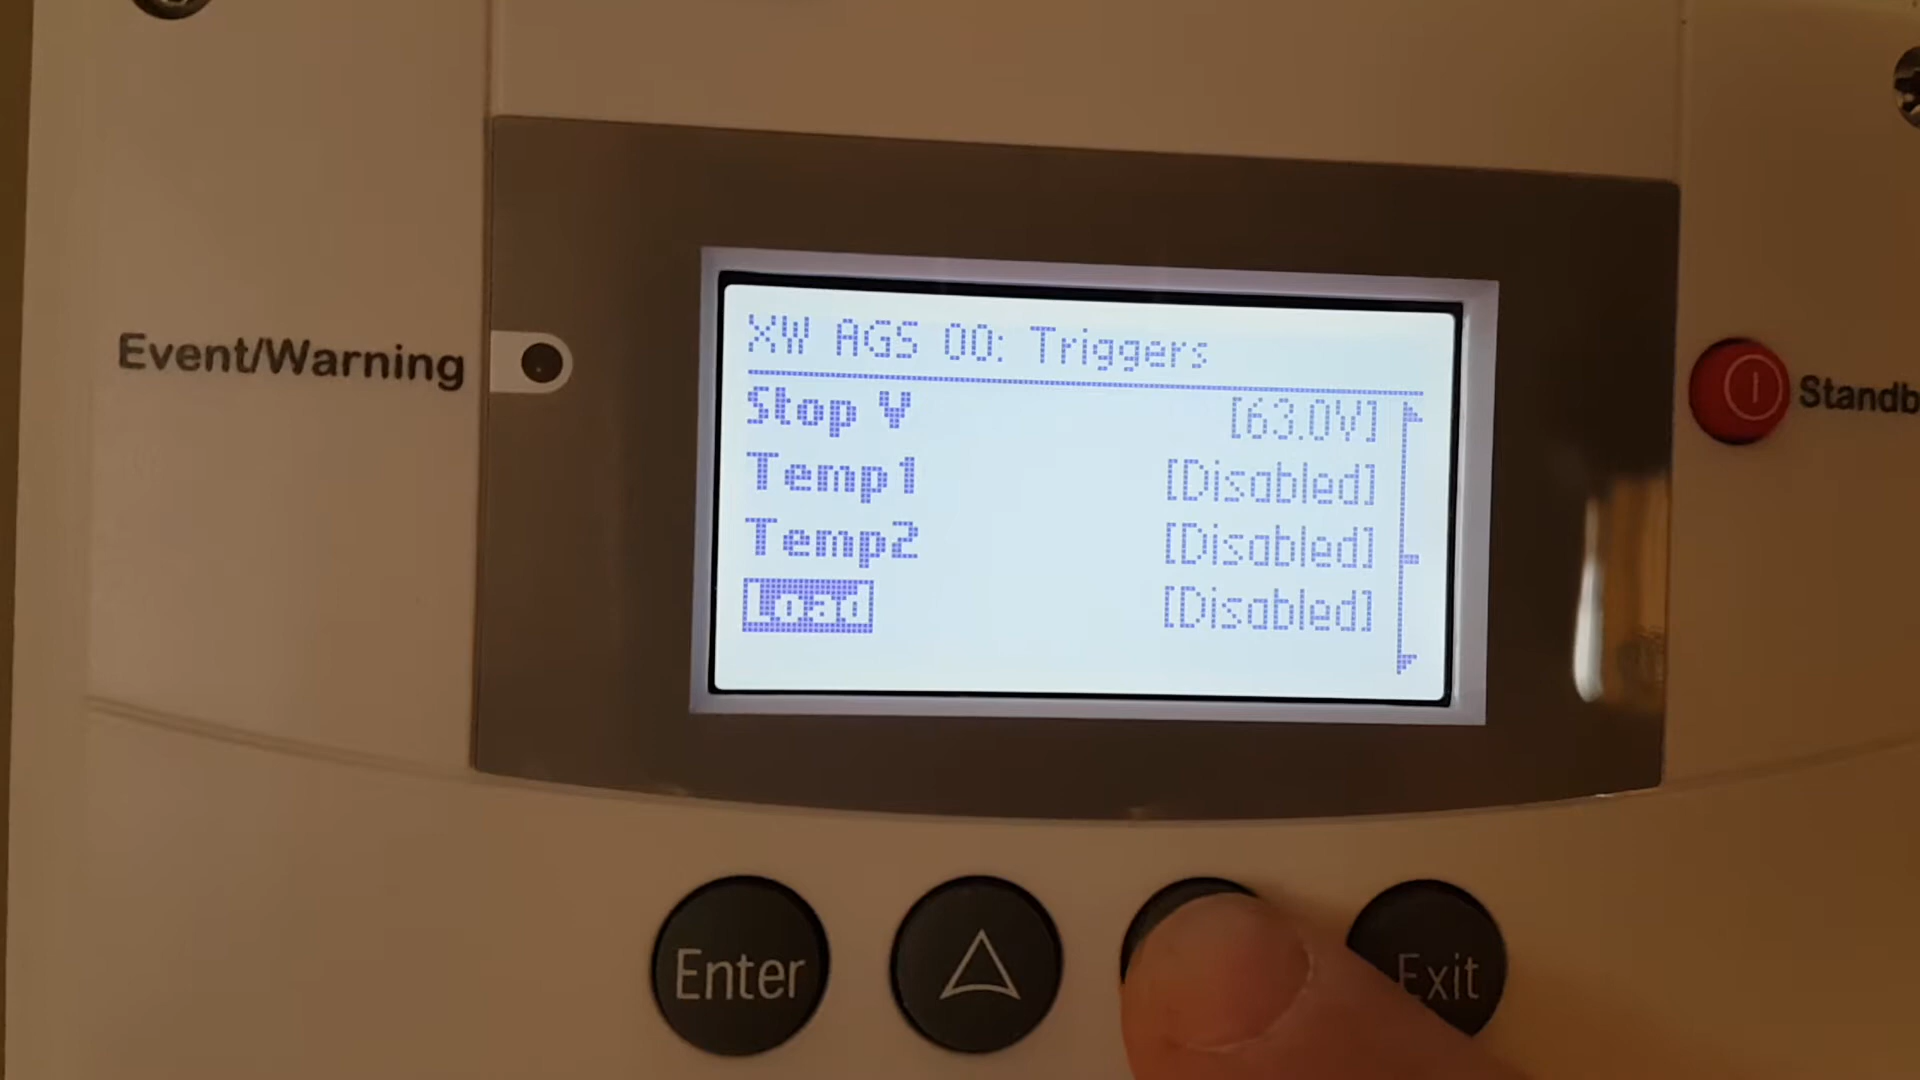 XW AGS 00: Triggers
Stop V [63.0V]
Temp1 [Disabled]
Temp2 [Disabled]
Load [Disabled]
Event/Warning
Standb
Enter
Exit